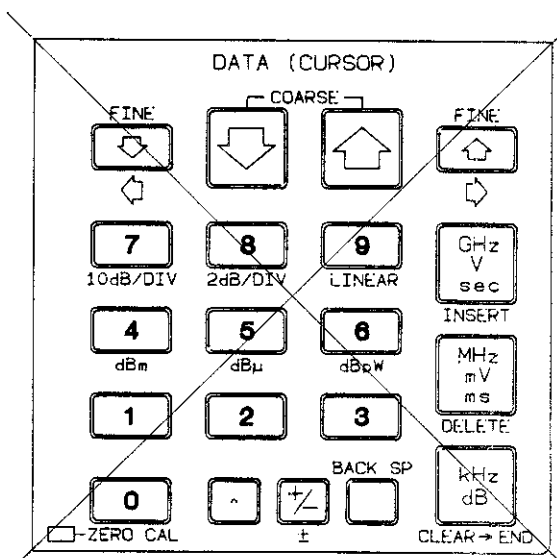 DATA (CURSOR)
COARSE
FINE FINE
7 8 9 GHz
V
sec
10dB/DIV 2dB/DIV LINEAR
INSERT
4 5 6 MHz
mV
ms
dBm dBμ dBpW
DELETE
1 2 3
BACK SP
0 . +/- kHz
dB
-ZERO CAL ± CLEAR→END